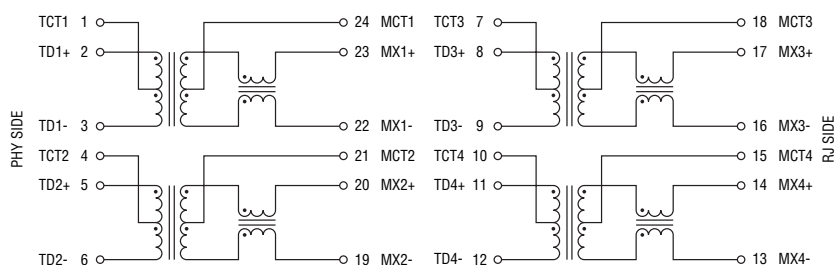 TCT1 1 24 MCT1 TCT3 7 18 MCT3
TD1+ 2 23 MX1+ TD3+ 8 17 MX3+
TD1- 3 22 MX1- TD3- 9 16 MX3-
PHY SIDE
RJ SIDE
TCT2 4 21 MCT2 TCT4 10 15 MCT4
TD2+ 5 20 MX2+ TD4+ 11 14 MX4+
TD2- 6 19 MX2- TD4- 12 13 MX4-